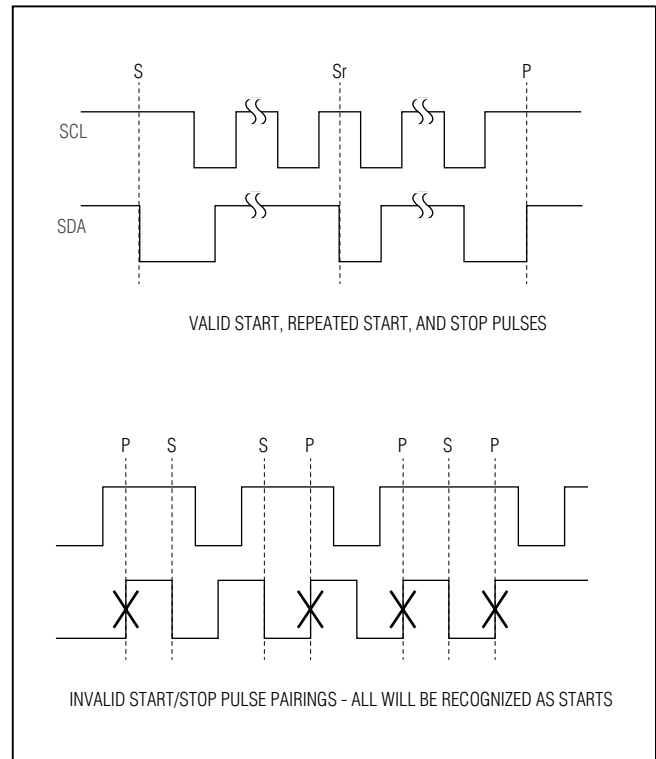 S Sr P
SCL
SDA
VALID START, REPEATED START, AND STOP PULSES
P S S P P S P
INVALID START/STOP PULSE PAIRINGS - ALL WILL BE RECOGNIZED AS STARTS